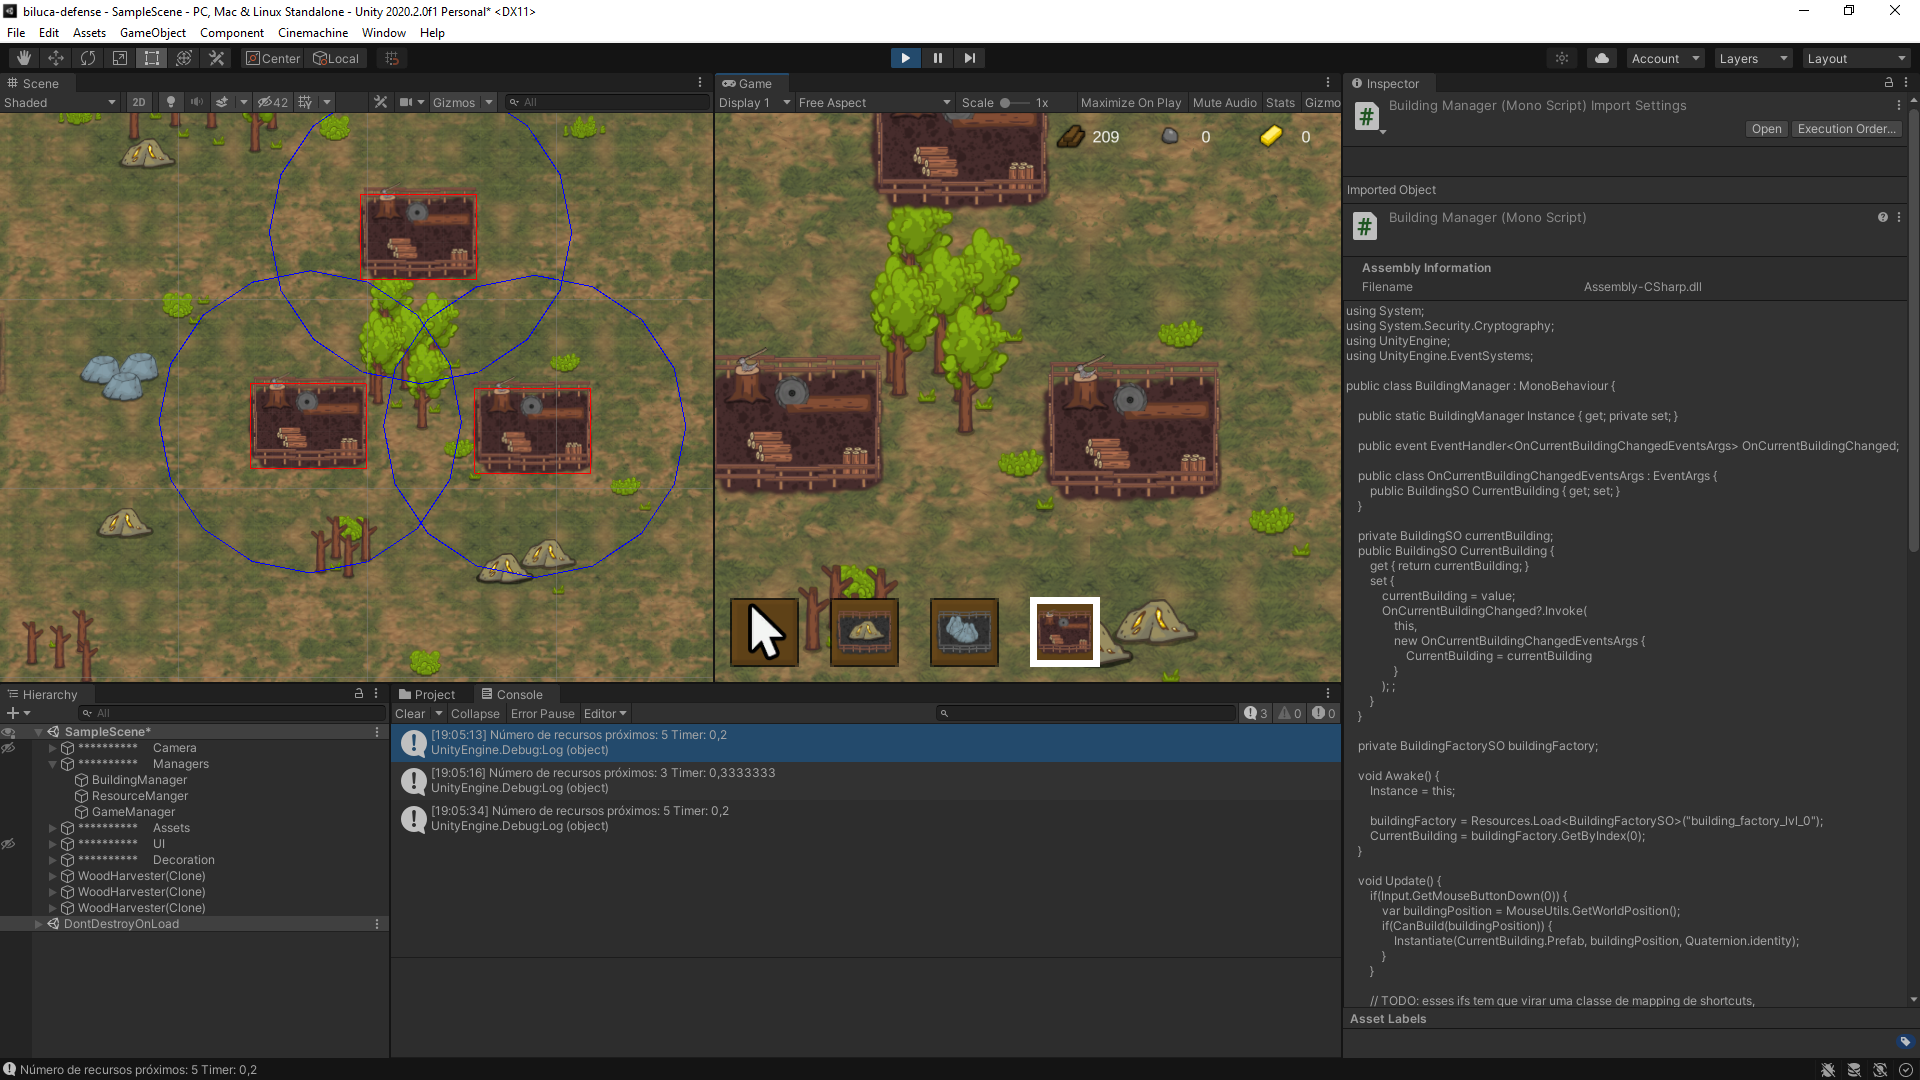 biluca-defense - SampleScene - PC, Mac & Linux Standalone - Unity 2020.2.0f1 Personal* <DX11>
File Edit Assets GameObject Component Cinemachine Window Help
Center Local
Account Layers Layout
Scene
Shaded 2D 42 Gizmos All
Game
Display 1 Free Aspect Scale 1x Maximize On Play Mute Audio Stats Gizmo
209 0 0
Inspector
Building Manager (Mono Script) Import Settings
Open Execution Order...
Imported Object
Building Manager (Mono Script)
Assembly Information
Filename Assembly-CSharp.dll
using System;
using System.Security.Cryptography;
using UnityEngine;
using UnityEngine.EventSystems;
public class BuildingManager : MonoBehaviour {
public static BuildingManager Instance { get; private set; }
public event EventHandler<OnCurrentBuildingChangedEventsArgs> OnCurrentBuildingChanged;
public class OnCurrentBuildingChangedEventsArgs : EventArgs {
public BuildingSO CurrentBuilding { get; set; }
}
private BuildingSO currentBuilding;
public BuildingSO CurrentBuilding {
get { return currentBuilding; }
set {
currentBuilding = value;
OnCurrentBuildingChanged?.Invoke(
this,
new OnCurrentBuildingChangedEventsArgs {
CurrentBuilding = currentBuilding
}
); ;
}
}
private BuildingFactorySO buildingFactory;
void Awake() {
Instance = this;
buildingFactory = Resources.Load<BuildingFactorySO>("building_factory_lvl_0");
CurrentBuilding = buildingFactory.GetByIndex(0);
}
void Update() {
if(Input.GetMouseButtonDown(0)) {
var buildingPosition = MouseUtils.GetWorldPosition();
if(CanBuild(buildingPosition)) {
Instantiate(CurrentBuilding.Prefab, buildingPosition, Quaternion.identity);
}
}
// TODO: esses ifs tem que virar uma classe de mapping de shortcuts,
Asset Labels
Hierarchy
All
SampleScene*
********** Camera
********** Managers
BuildingManager
ResourceManger
GameManager
********** Assets
********** UI
********** Decoration
WoodHarvester(Clone)
WoodHarvester(Clone)
WoodHarvester(Clone)
DontDestroyOnLoad
Project Console
Clear Collapse Error Pause Editor 3 0 0
[19:05:13] Número de recursos próximos: 5 Timer: 0,2
UnityEngine.Debug:Log (object)
[19:05:16] Número de recursos próximos: 3 Timer: 0,3333333
UnityEngine.Debug:Log (object)
[19:05:34] Número de recursos próximos: 5 Timer: 0,2
UnityEngine.Debug:Log (object)
Número de recursos próximos: 5 Timer: 0,2